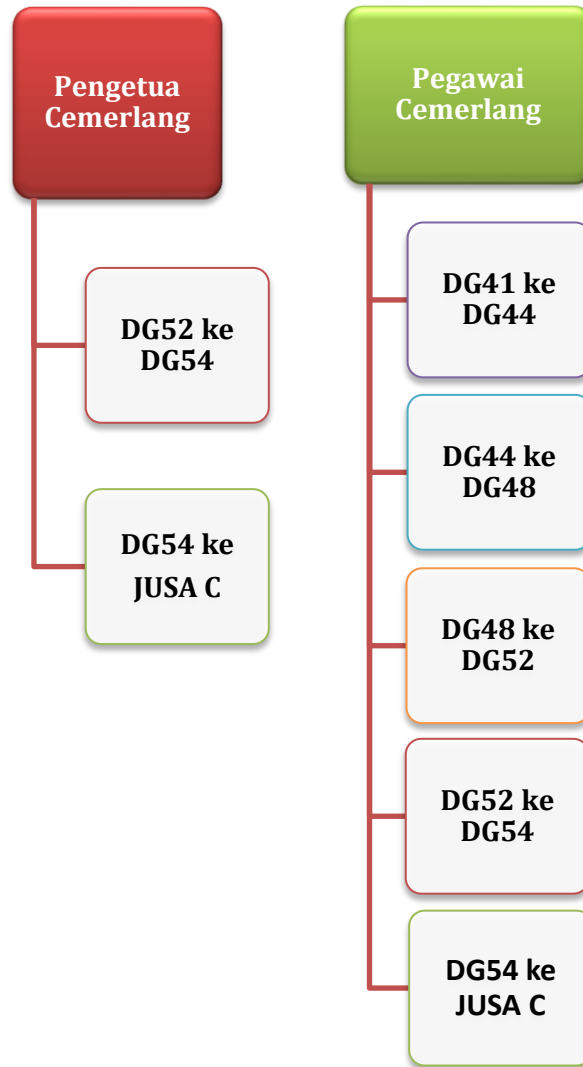 Pengetua
Cemerlang
DG52 ke
DG54
DG54 ke
JUSA C
Pegawai
Cemerlang
DG41 ke
DG44
DG44 ke
DG48
DG48 ke
DG52
DG52 ke
DG54
DG54 ke
JUSA C